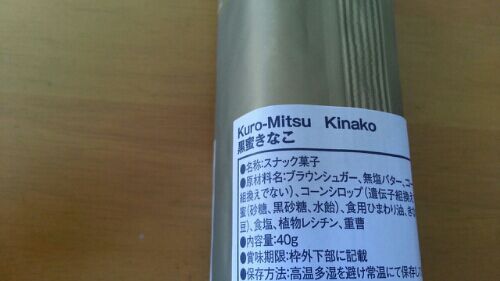 Kuro-Mitsu Kinako
黒蜜きなこ
●名称:スナック菓子
●原材料名:ブラウンシュガー、無塩バター、コー
組換えでない)、コーンシロップ(遺伝子組換え
蜜(砂糖、黒砂糖、水飴)、食用ひまわり油、き
豆)、食塩、植物レシチン、重曹
●内容量:40g
●賞味期限:枠外下部に記載
●保存方法:高温多湿を避け常温にて保存し